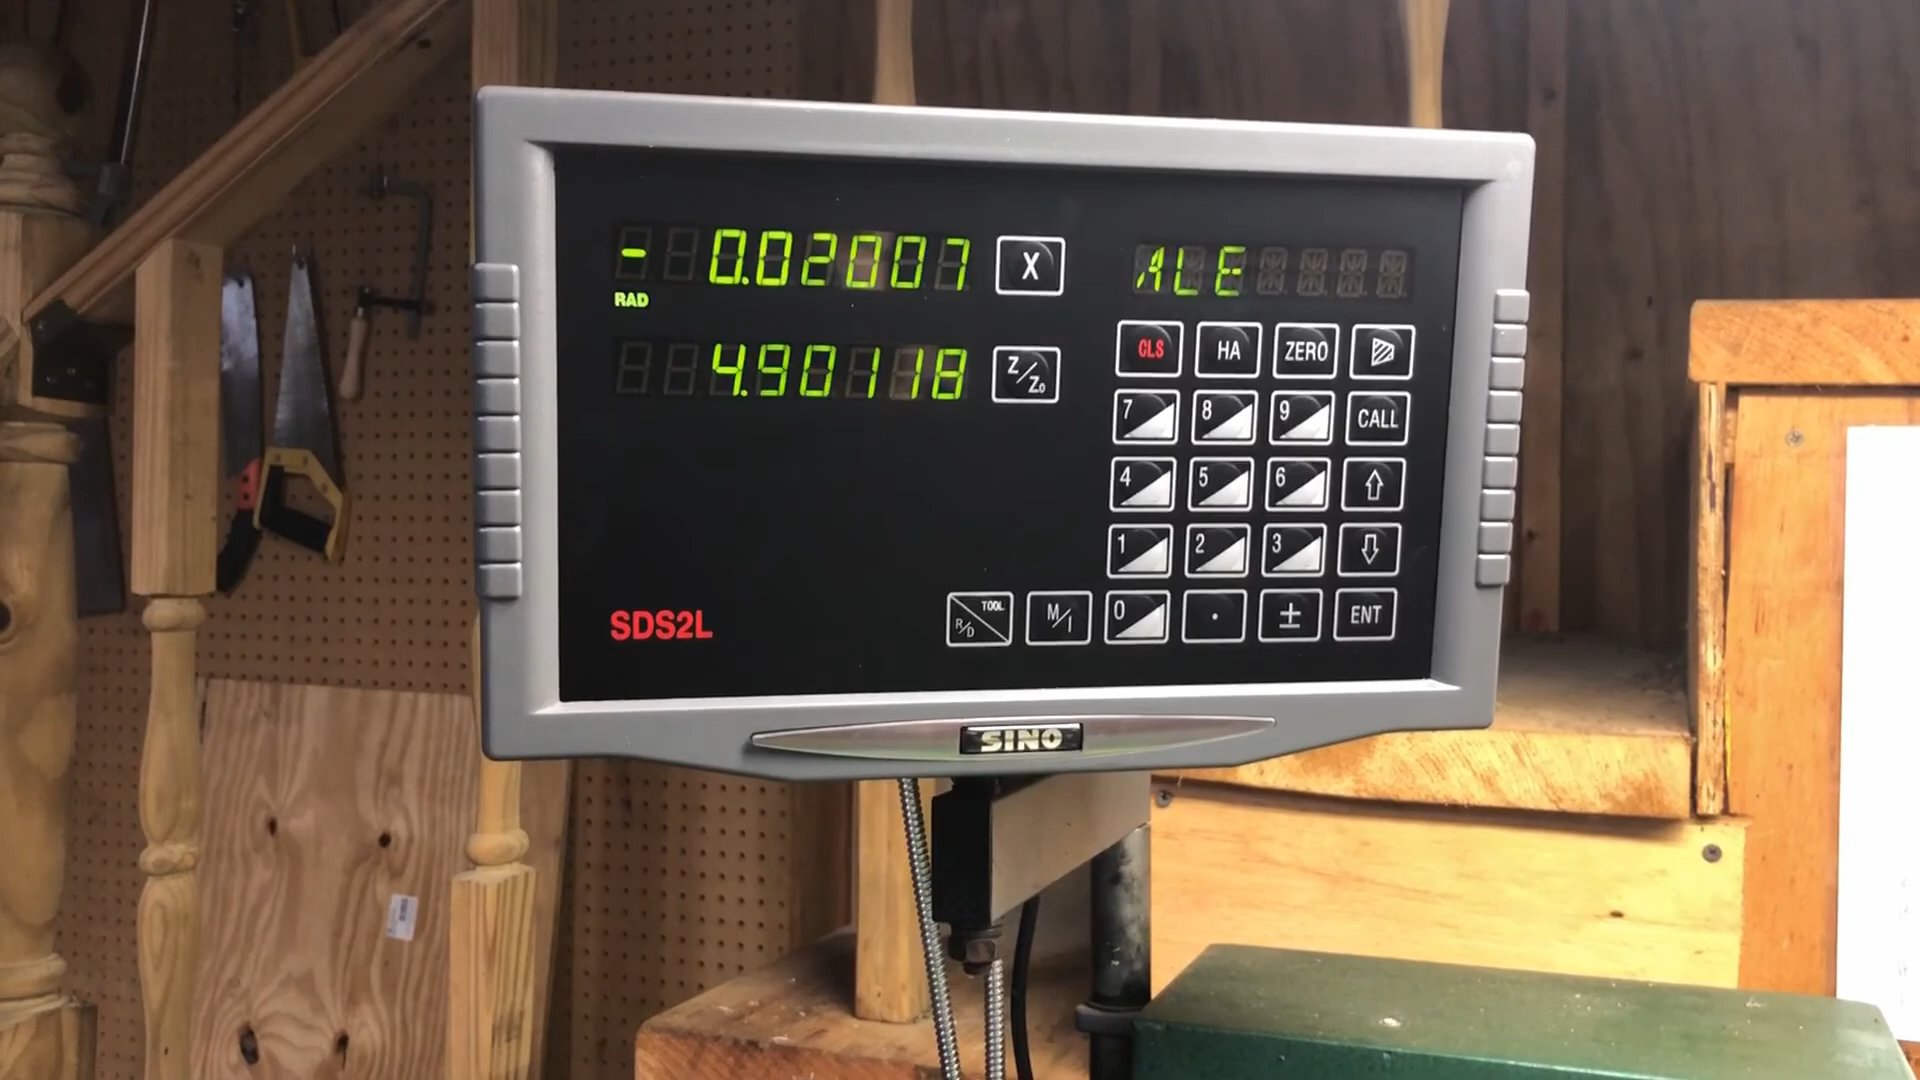 - 0.02007 X ALE
RAD
4.90118 Z/Z0
CLS HA ZERO
7 8 9 CALL
4 5 6
1 2 3
R/D TOOL M/I 0 . ± ENT
SDS2L
SINO